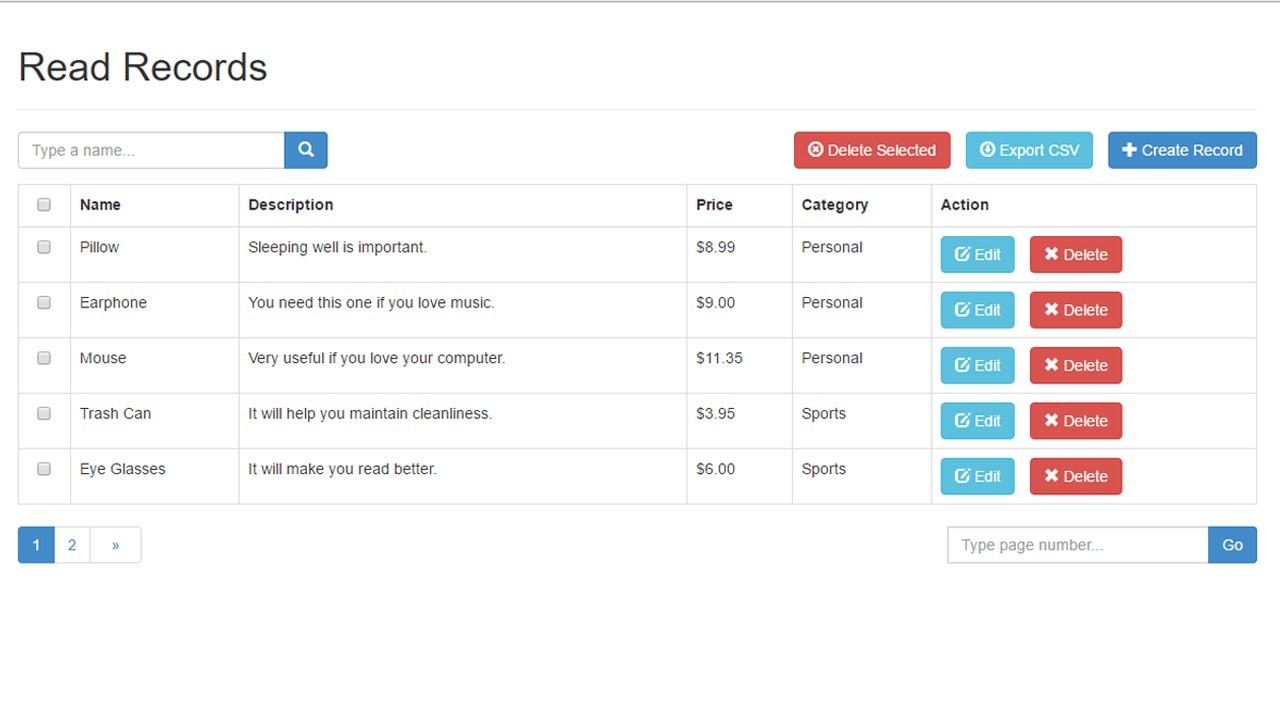 Read Records
Type a name... Delete Selected Export CSV Create Record
Name Description Price Category Action
Pillow Sleeping well is important. $8.99 Personal Edit Delete
Earphone You need this one if you love music. $9.00 Personal Edit Delete
Mouse Very useful if you love your computer. $11.35 Personal Edit Delete
Trash Can It will help you maintain cleanliness. $3.95 Sports Edit Delete
Eye Glasses It will make you read better. $6.00 Sports Edit Delete
1 2 » Type page number... Go